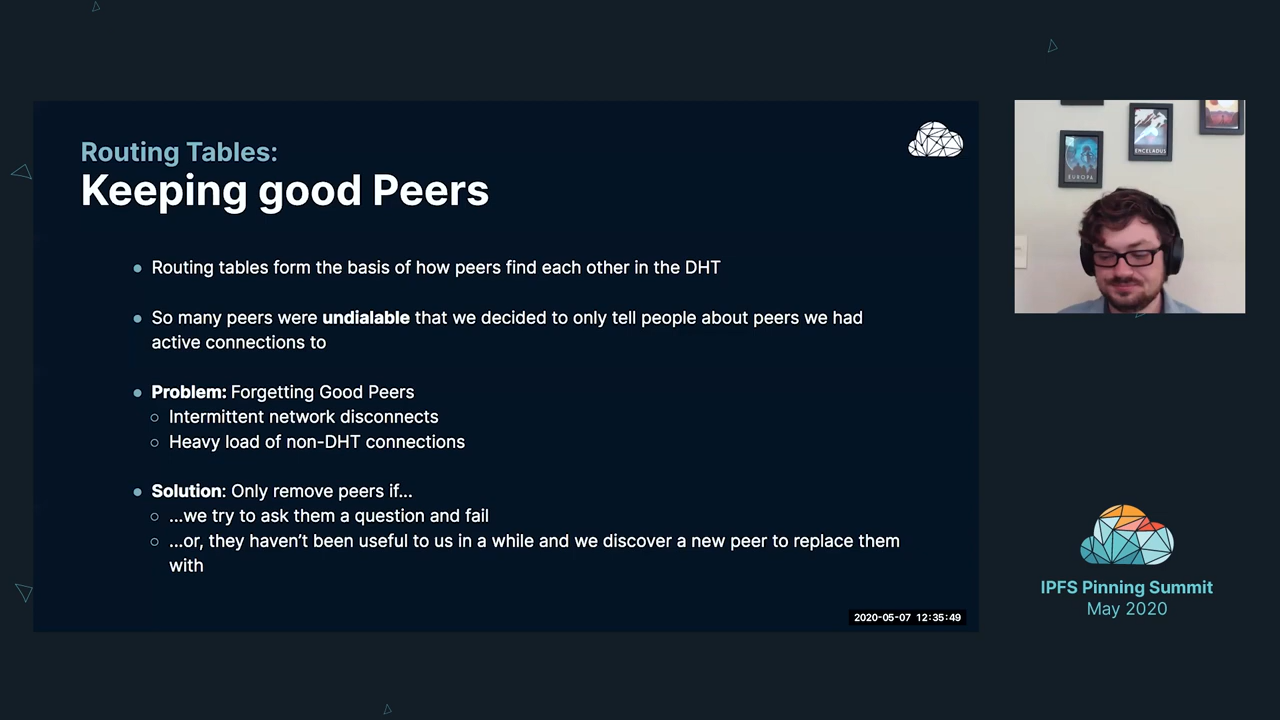 Routing Tables:
Keeping good Peers
● Routing tables form the basis of how peers find each other in the DHT
● So many peers were undialable that we decided to only tell people about peers we had
active connections to
● Problem: Forgetting Good Peers
○ Intermittent network disconnects
○ Heavy load of non-DHT connections
● Solution: Only remove peers if...
○ ...we try to ask them a question and fail
○ ...or, they haven’t been useful to us in a while and we discover a new peer to replace them
with
2020-05-07 12:35:49
ENCELADUS
EUROPA
IPFS Pinning Summit
May 2020